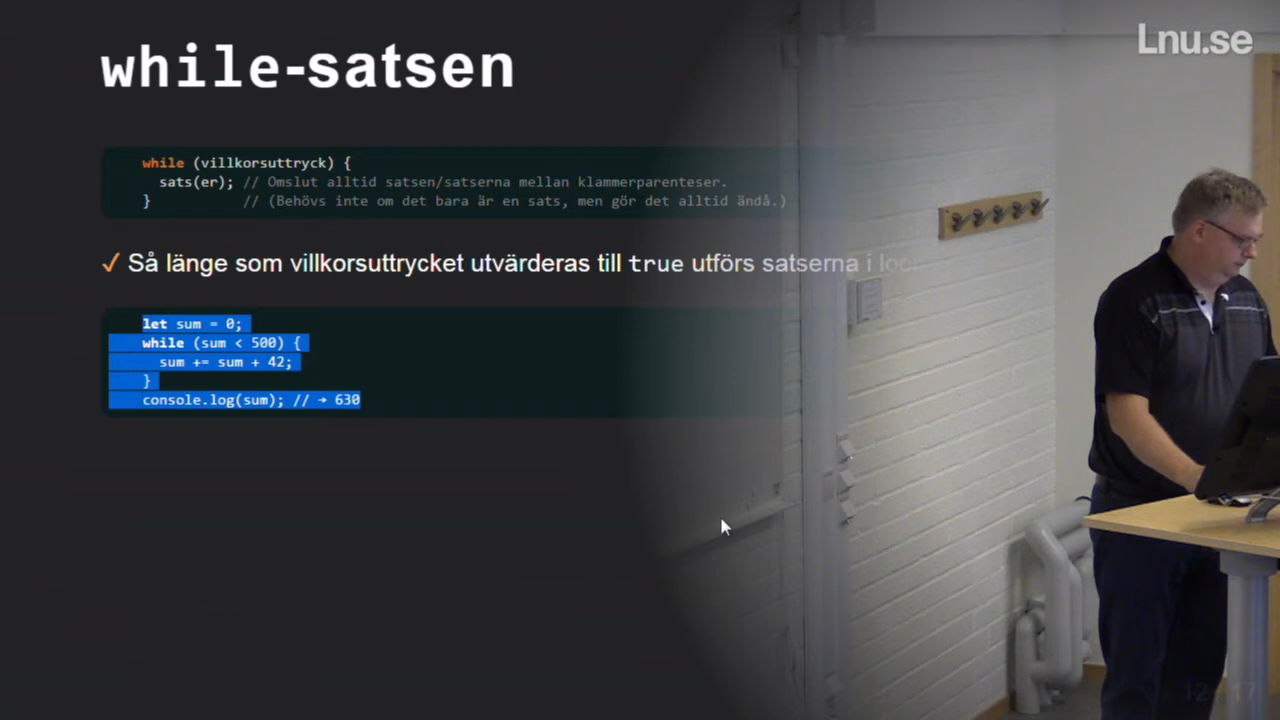 Lnu.se
while-satsen
while (villkorsuttryck) {
sats(er); // Omslut alltid satsen/satserna mellan klammerparenteser.
} // (Behövs inte om det bara är en sats, men gör det alltid ändå.)
✓ Så länge som villkorsuttrycket utvärderas till true utförs satserna i
let sum = 0;
while (sum < 500) {
sum += sum + 42;
}
console.log(sum); // → 630
12 / 17